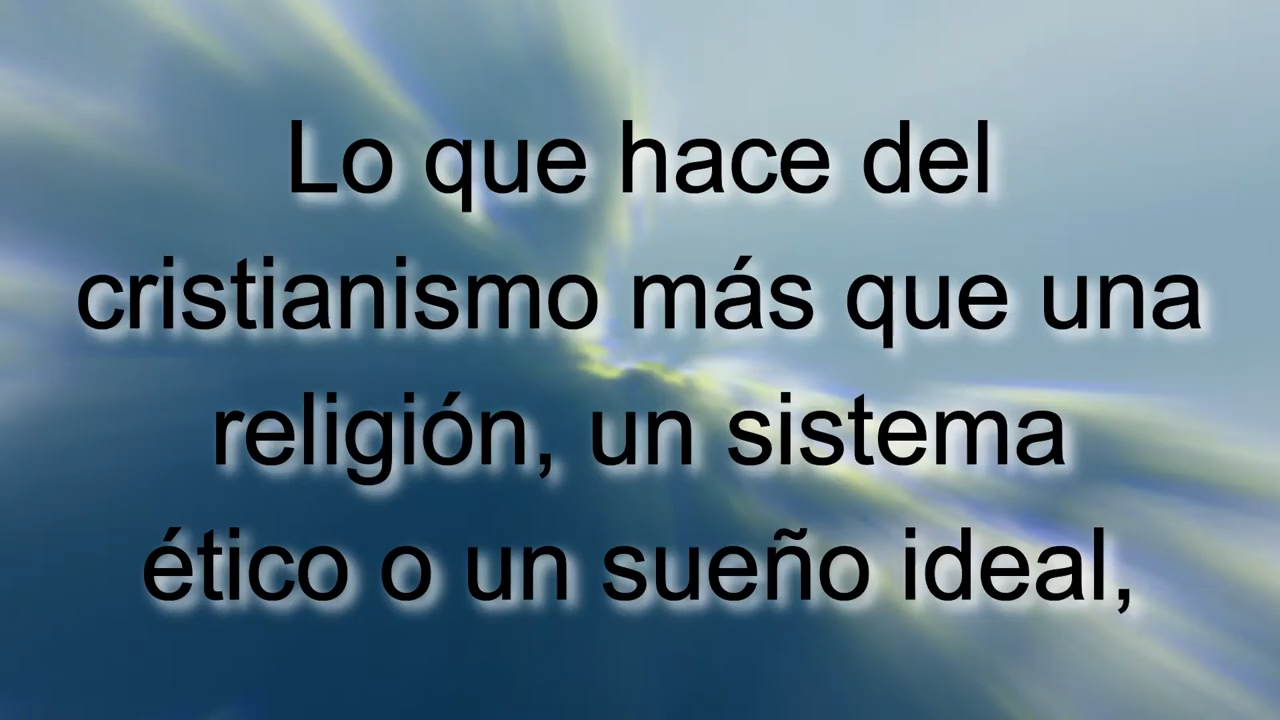 Lo que hace del
cristianismo más que una
religión, un sistema
ético o un sueño ideal,